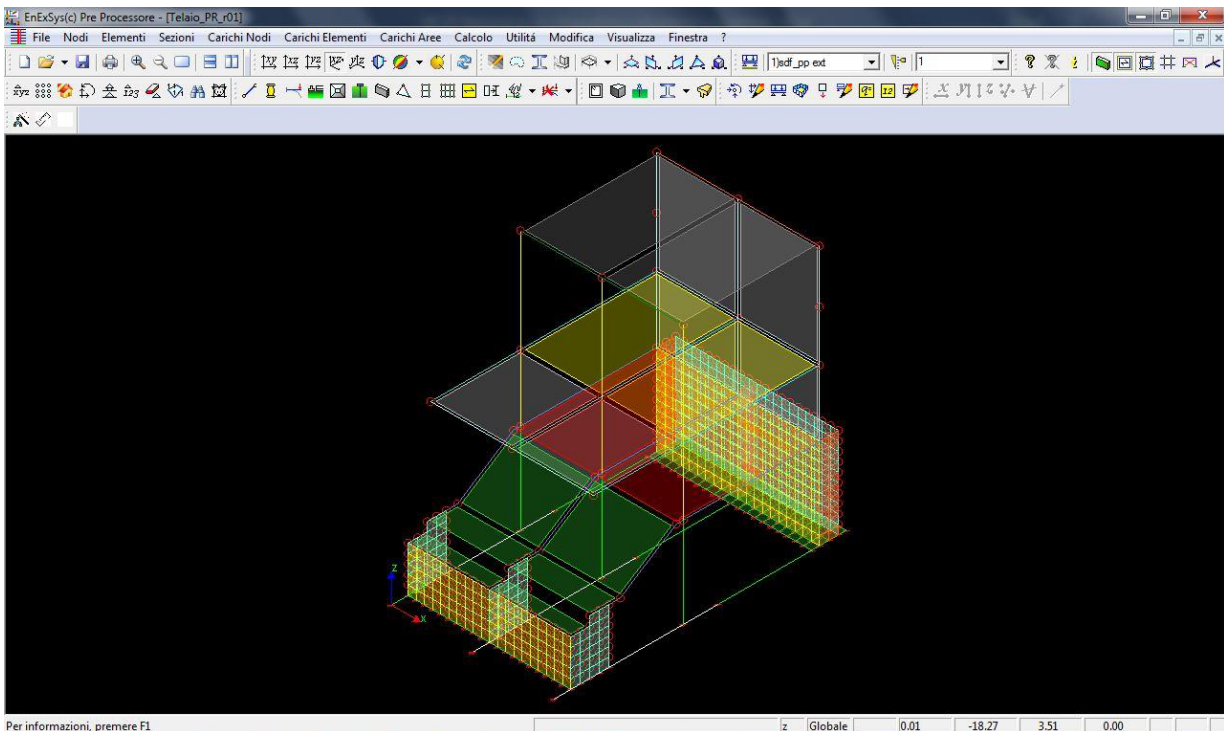 EnExSys(c) Pre Processore - [Telaio_PR_r01]
File Nodi Elementi Sezioni Carichi Nodi Carichi Elementi Carichi Aree Calcolo Utilitá Modifica Visualizza Finestra ?
1)sdf_pp ext 1
z
x
Per informazioni, premere F1 z Globale 0.01 -18.27 3.51 0.00